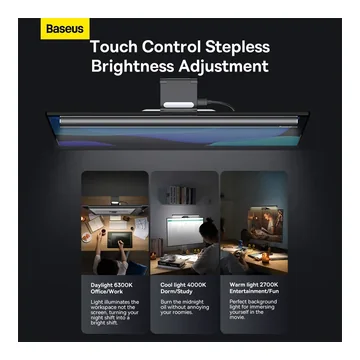 Baseus
Touch Control Stepless
Brightness Adjustment
Daylight 6300K
Office/Work
Light illuminates the
workspace not the
screen, turning your
night shift into a
bright shift.
Cool light 4000K
Dorm/Study
Burn the midnight
oil without annoying
your roomies.
Warm light 2700K
Entertainment/Fun
Perfect background
light for immersing
yourself in the
movie.